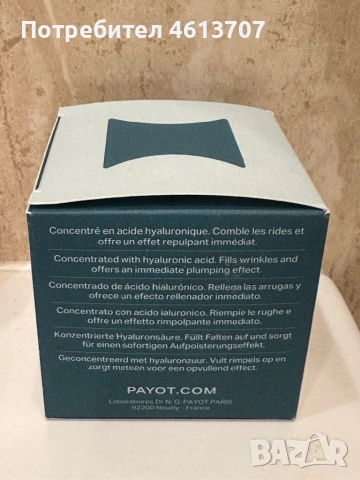 Потребител 4613707
Concentré en acide hyaluronique. Comble les rides et
offre un effet repulpant immédiat.
Concentrated with hyaluronic acid. Fills wrinkles and
offers an immediate plumping effect.
Concentrado de ácido hialurónico. Rellena las arrugas y
ofrece un efecto rellenador inmediato.
Concentrato con acido ialuronico. Riempie le rughe e
offre un effetto rimpolpante immediato.
Konzentrierte Hyaluronsäure. Füllt Falten auf und sorgt
für einen sofortigen Aufpolsterungseffekt.
Geconcentreerd met hyaluronzuur. Vult rimpels op en
zorgt meteen voor een opvullend effect.
PAYOT.COM
Laboratoires Dr N. G. PAYOT PARIS
92200 Neuilly - France
BAZAR